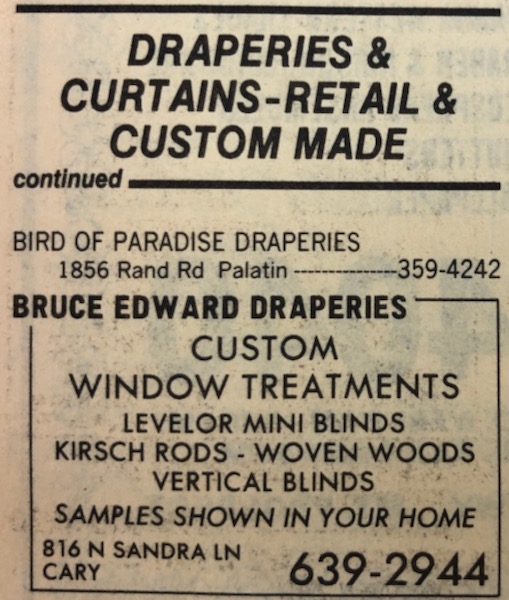 DRAPERIES &
CURTAINS-RETAIL &
CUSTOM MADE
continued
BIRD OF PARADISE DRAPERIES
1856 Rand Rd Palatin ---------------359-4242
BRUCE EDWARD DRAPERIES
CUSTOM
WINDOW TREATMENTS
LEVELOR MINI BLINDS
KIRSCH RODS - WOVEN WOODS
VERTICAL BLINDS
SAMPLES SHOWN IN YOUR HOME
816 N SANDRA LN
CARY 639-2944